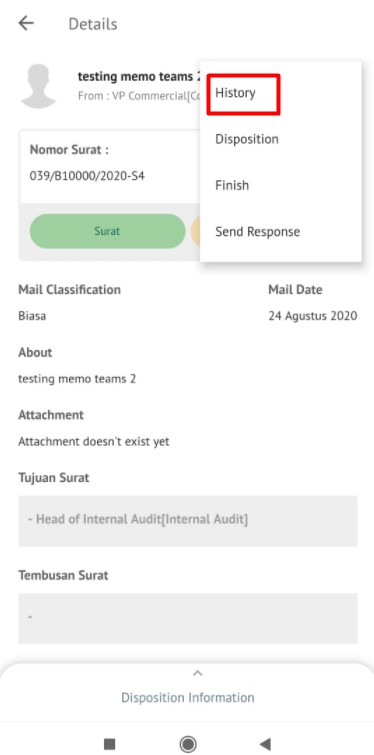 Details
testing memo teams 2
From : VP Commercial[Co
History
Disposition
Finish
Send Response
Nomor Surat :
039/B10000/2020-S4
Surat
Mail Classification
Mail Date
Biasa
24 Agustus 2020
About
testing memo teams 2
Attachment
Attachment doesn't exist yet
Tujuan Surat
- Head of Internal Audit[Internal Audit]
Tembusan Surat
-
Disposition Information